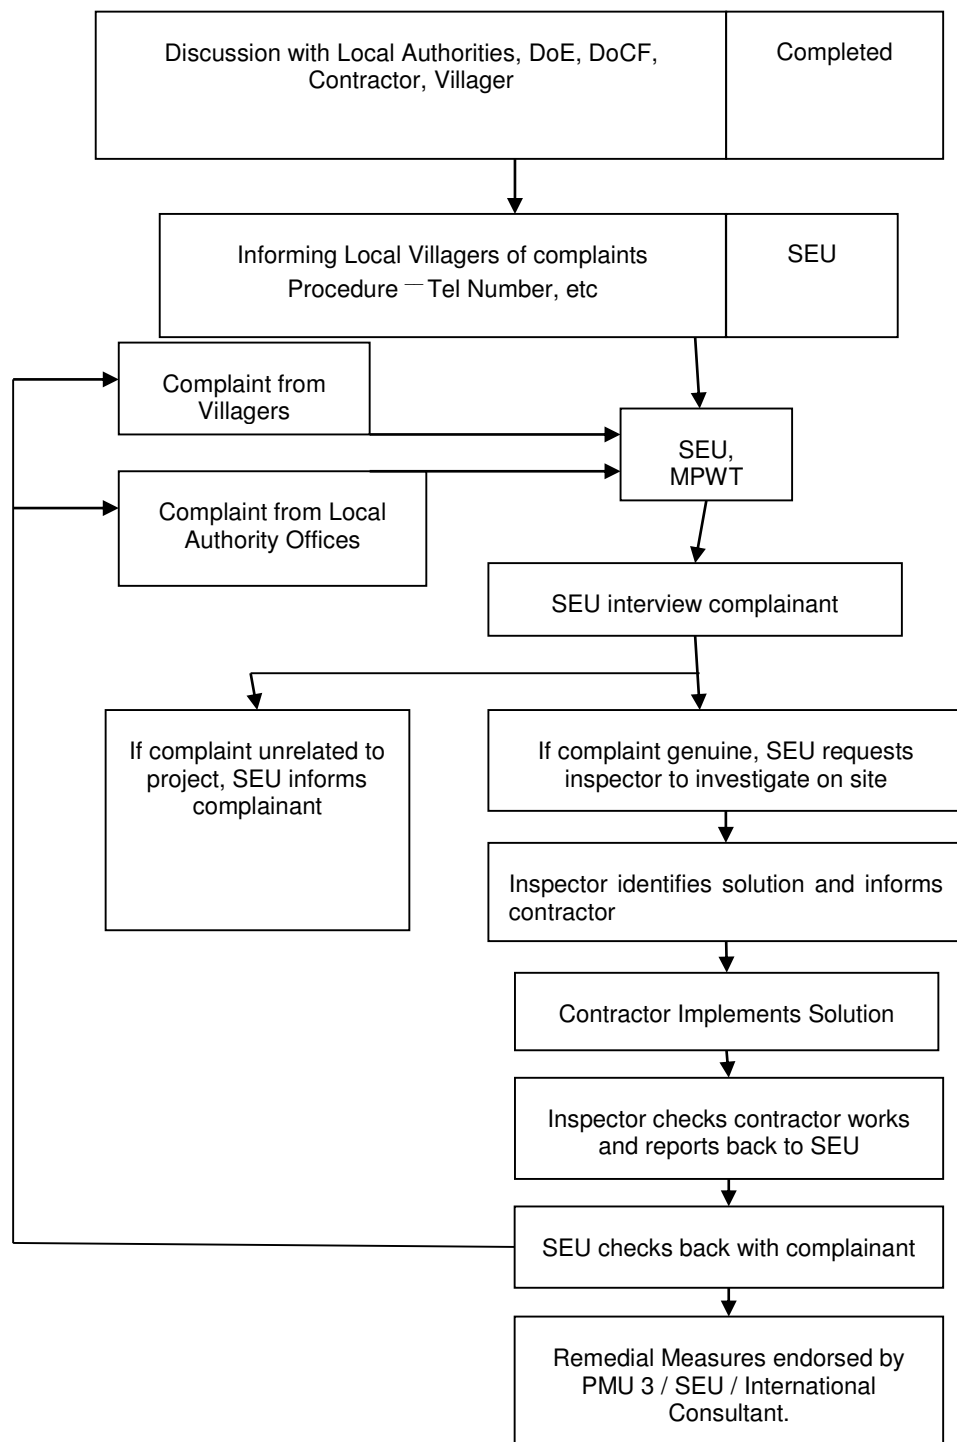 Discussion with Local Authorities, DoE, DoCF,
Contractor, Villager
Completed
Informing Local Villagers of complaints
Procedure — Tel Number, etc
SEU
Complaint from
Villagers
SEU,
MPWT
Complaint from Local
Authority Offices
SEU interview complainant
If complaint unrelated to
project, SEU informs
complainant
If complaint genuine, SEU requests
inspector to investigate on site
Inspector identifies solution and informs
contractor
Contractor Implements Solution
Inspector checks contractor works
and reports back to SEU
SEU checks back with complainant
Remedial Measures endorsed by
PMU 3 / SEU / International
Consultant.